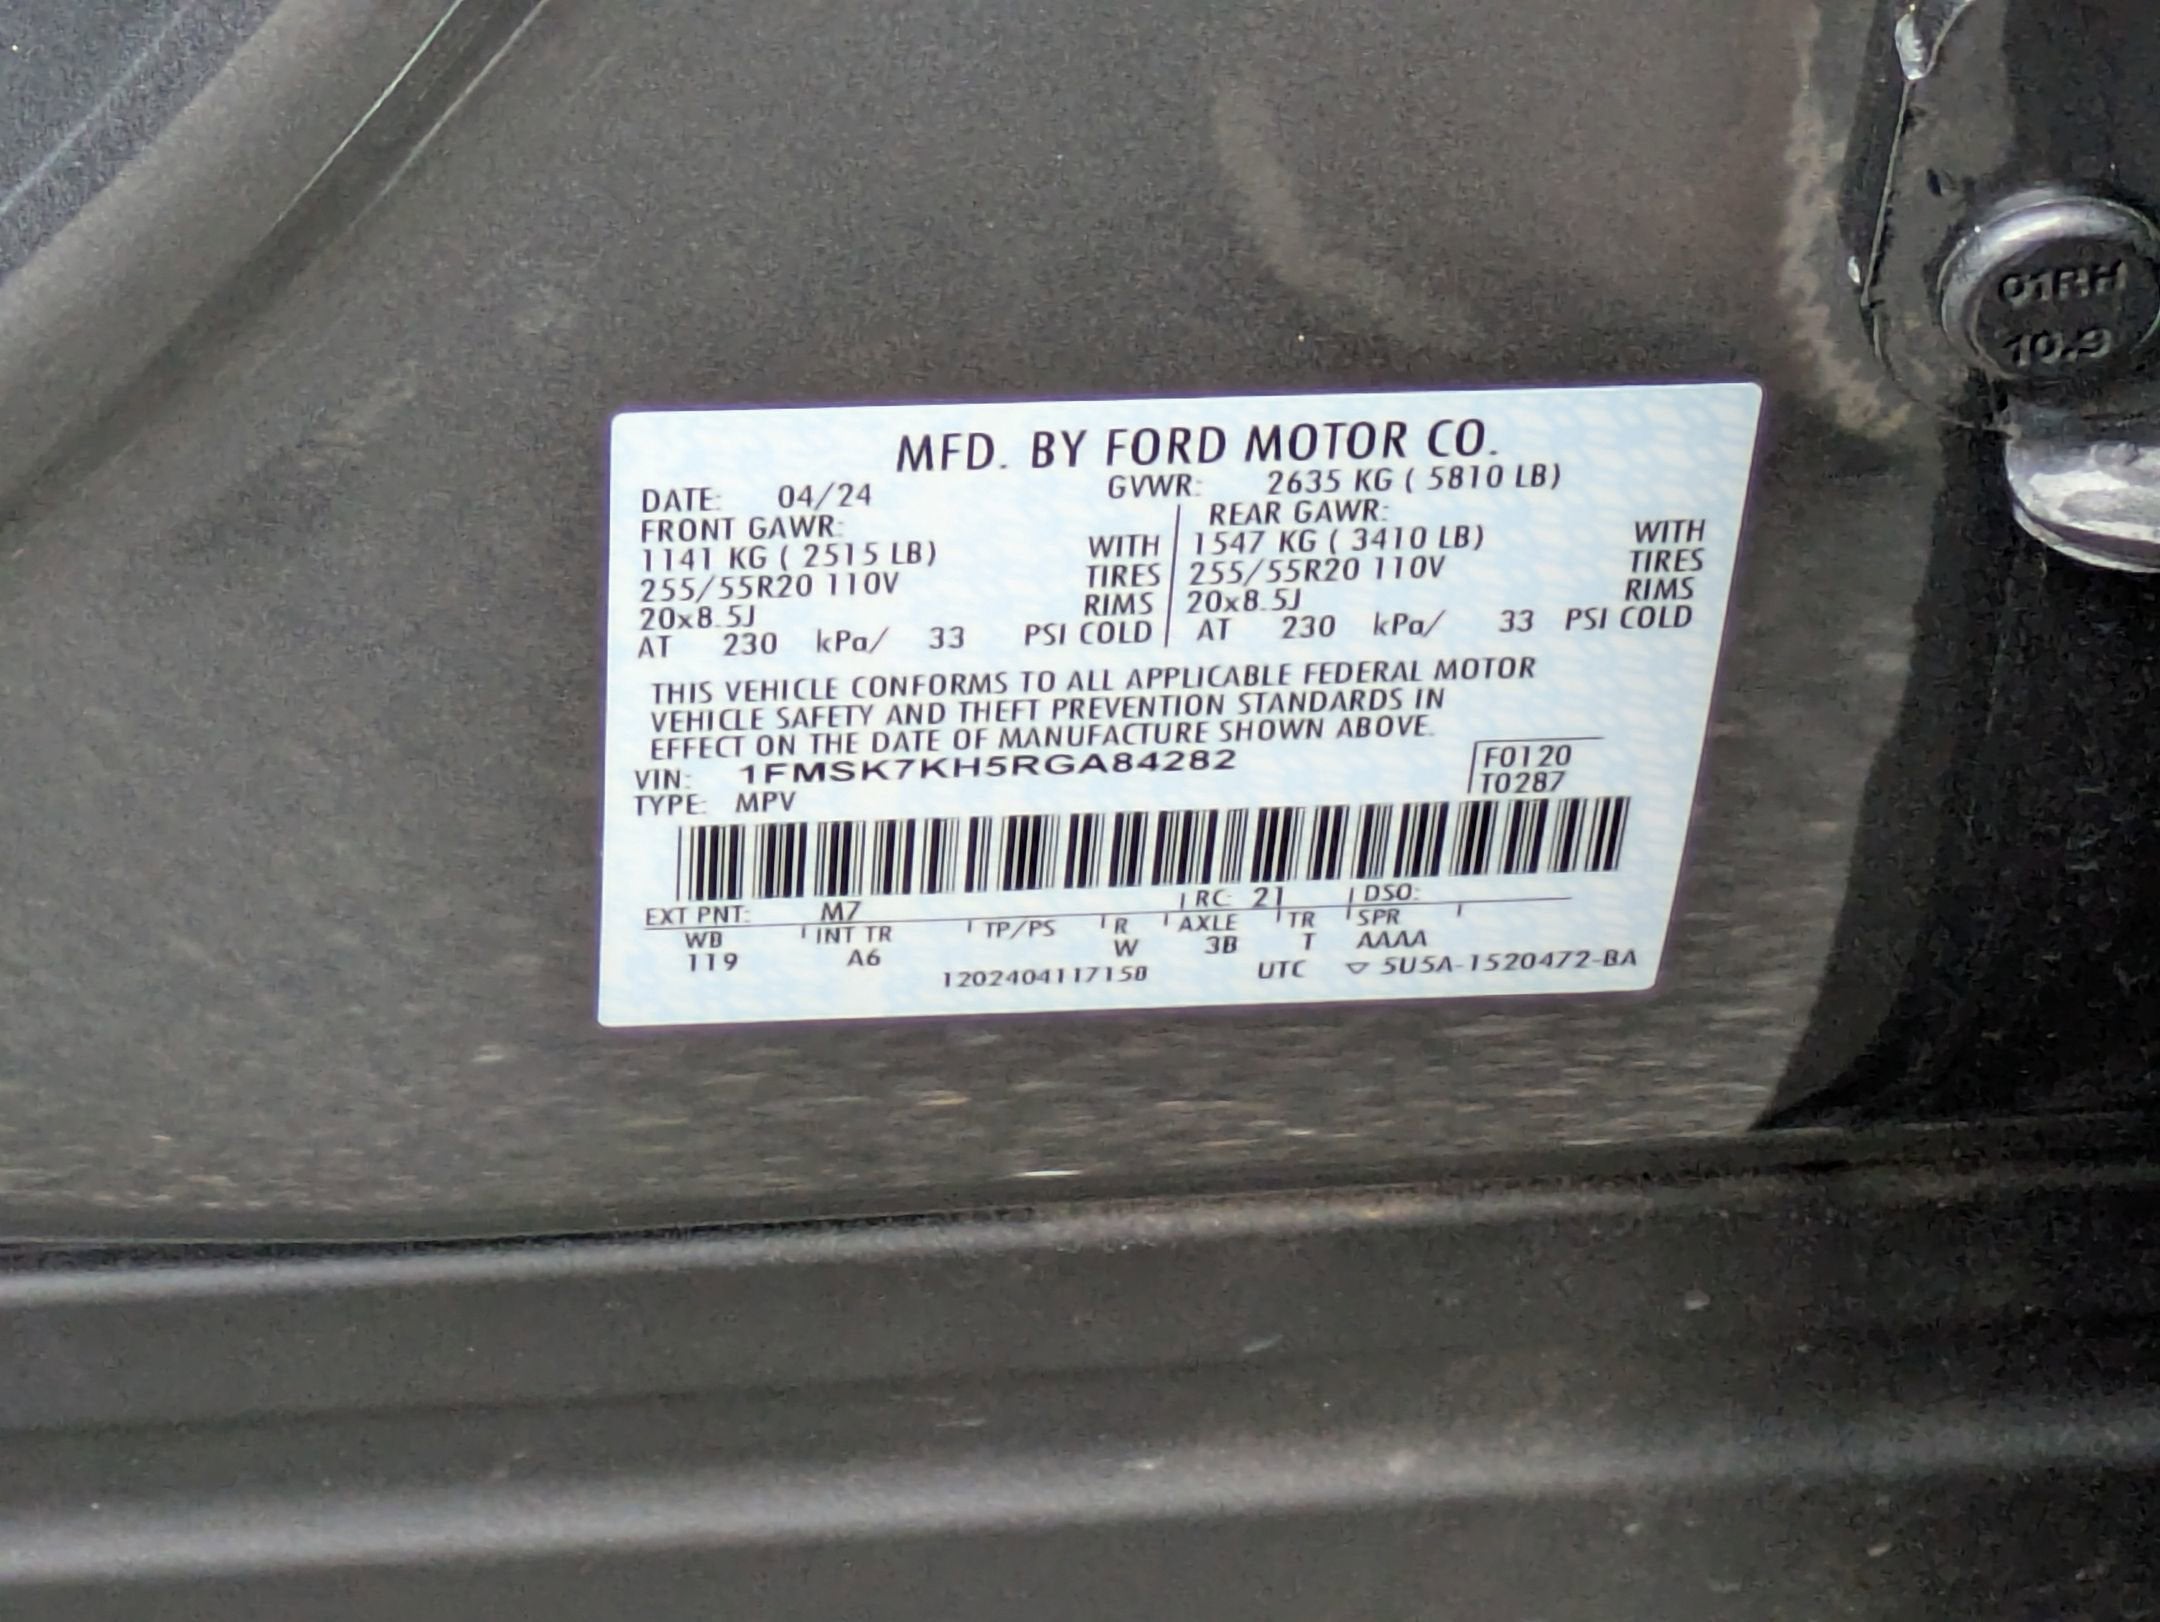 01RH
10.9
MFD. BY FORD MOTOR CO.
DATE: 04/24 GVWR: 2635 KG ( 5810 LB)
FRONT GAWR: REAR GAWR:
1141 KG ( 2515 LB) WITH 1547 KG ( 3410 LB) WITH
255/55R20 110V TIRES 255/55R20 110V TIRES
20x8.5J RIMS 20x8.5J RIMS
AT 230 kPa/ 33 PSI COLD AT 230 kPa/ 33 PSI COLD
THIS VEHICLE CONFORMS TO ALL APPLICABLE FEDERAL MOTOR
VEHICLE SAFETY AND THEFT PREVENTION STANDARDS IN
EFFECT ON THE DATE OF MANUFACTURE SHOWN ABOVE.
VIN: 1FMSK7KH5RGA84282 F0120
TYPE: MPV T0287
EXT PNT: M7 RC: 21 DSO:
WB INT TR TP/PS R AXLE TR SPR
119 A6 W 3B T AAAA
1202404117150 UTC ▽ 5U5A-1520472-BA